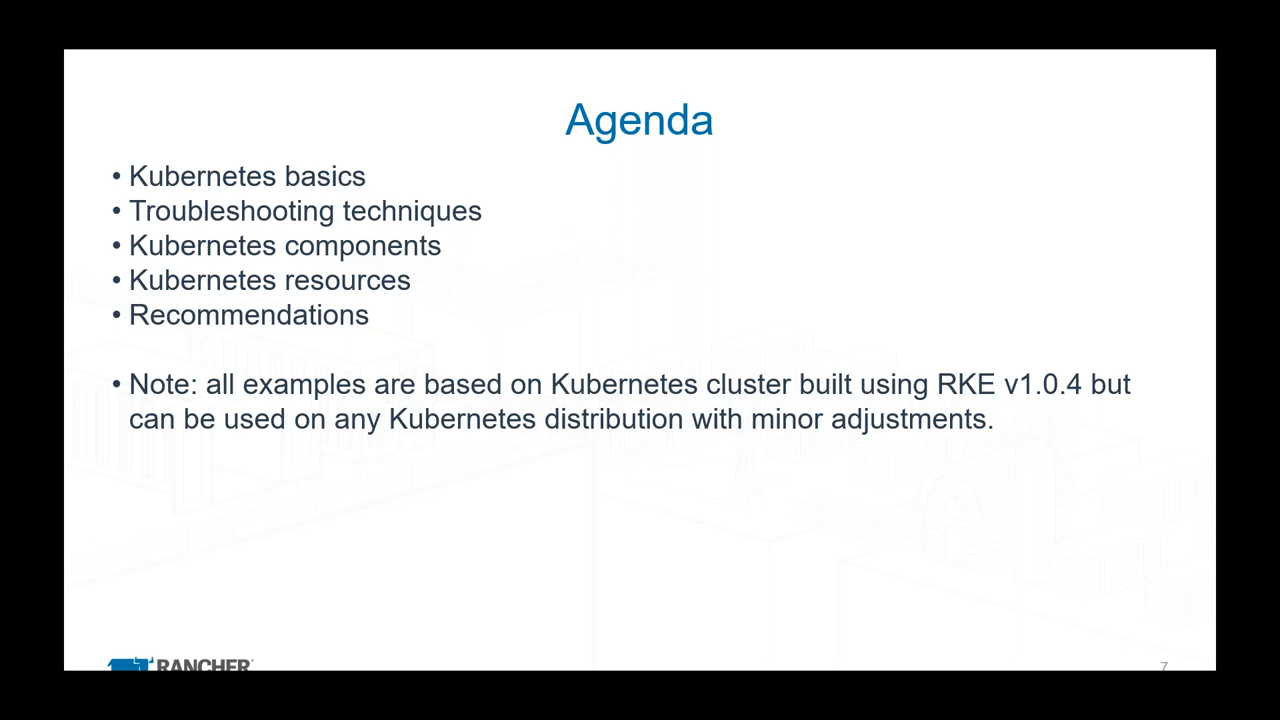 Agenda
• Kubernetes basics
• Troubleshooting techniques
• Kubernetes components
• Kubernetes resources
• Recommendations
• Note: all examples are based on Kubernetes cluster built using RKE v1.0.4 but
can be used on any Kubernetes distribution with minor adjustments.
RANCHER
7